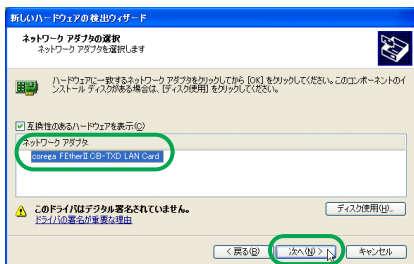 新しいハードウェアの検出ウィザード
ネットワーク アダプタの選択
ネットワーク アダプタを選択します
ハードウェアに一致するネットワーク アダプタをクリックしてから [OK] をクリックしてください。このコンポーネントのイ
ンストール ディスクがある場合は、[ディスク使用] をクリックしてください。
互換性のあるハードウェアを表示(C)
ネットワーク アダプタ
corega FEtherII CB-TXD LAN Card
このドライバはデジタル署名されていません。
ドライバの署名が重要な理由
ディスク使用(H)...
< 戻る(B)
次へ(N) >
キャンセル